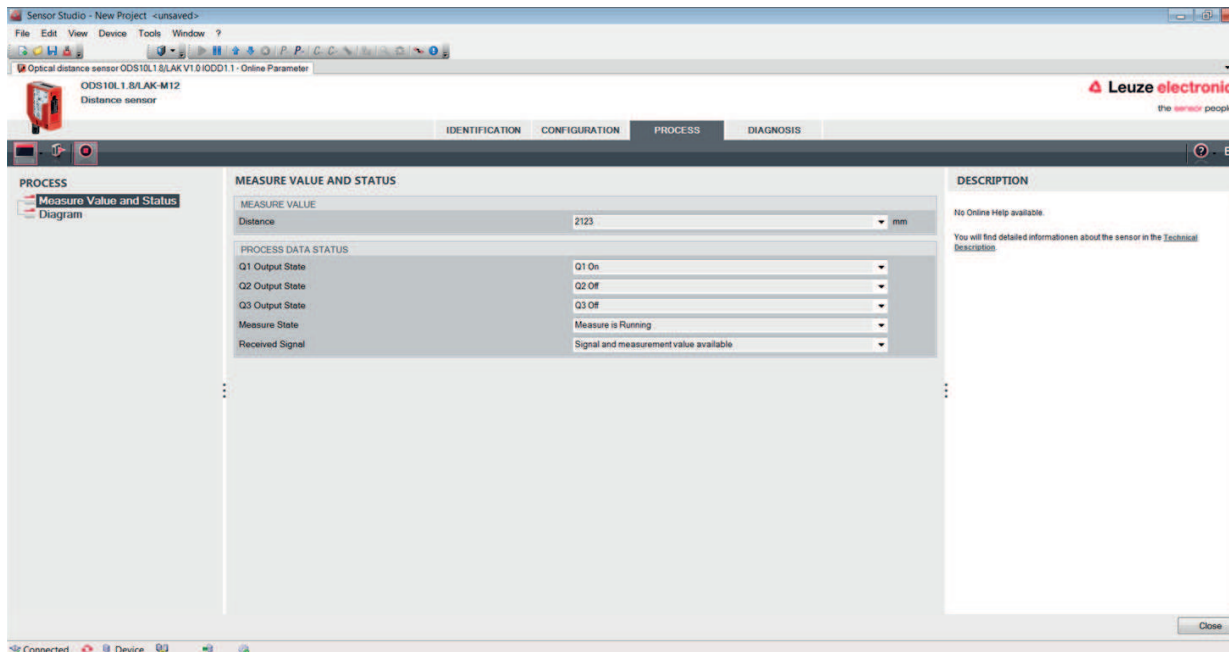 Sensor Studio - New Project <unsaved>
File Edit View Device Tools Window ?
Optical distance sensor ODS10L1.8/LAK V1.0 IODD1.1 - Online Parameter
ODS10L1.8/LAK-M12
Distance sensor
Leuze electronic
the sensor people
IDENTIFICATION CONFIGURATION PROCESS DIAGNOSIS
PROCESS
Measure Value and Status
Diagram
MEASURE VALUE AND STATUS
MEASURE VALUE
Distance 2123 mm
PROCESS DATA STATUS
Q1 Output State Q1 On
Q2 Output State Q2 Off
Q3 Output State Q3 Off
Measure State Measure is Running
Received Signal Signal and measurement value available
DESCRIPTION
No Online Help available.
You will find detailed informationen about the sensor in the Technical
Description.
Close
Connected Device